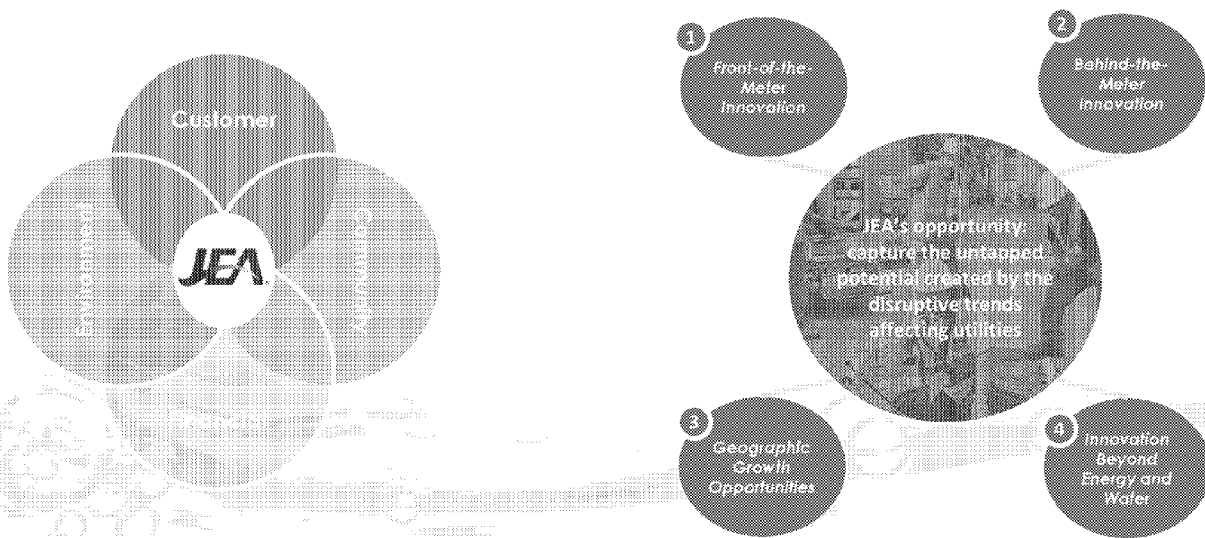 Customer
Environment
Community
JEA
1
Front-of-the-
Meter
Innovation
2
Behind-the-
Meter
Innovation
JEA's opportunity:
capture the untapped
potential created by the
disruptive trends
affecting utilities
3
Geographic
Growth
Opportunities
4
Innovation
Beyond
Energy and
Water